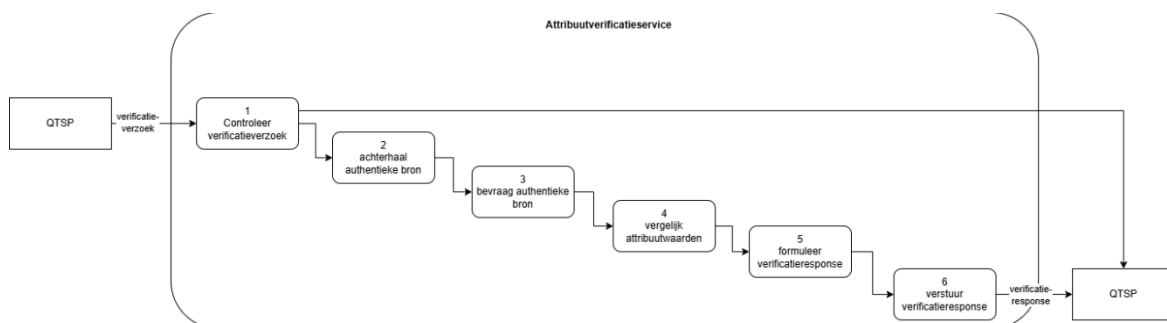 Attribuutverificatieservice
QTSP
verificatie-
verzoek
1
Controleer
verificatieverzoek
2
achterhaal
authentieke bron
3
bevraag authentieke
bron
4
vergelijk
attribuutwaarden
5
formuleer
verificatieresponse
6
verstuur
verificatieresponse
verificatie-
response
QTSP